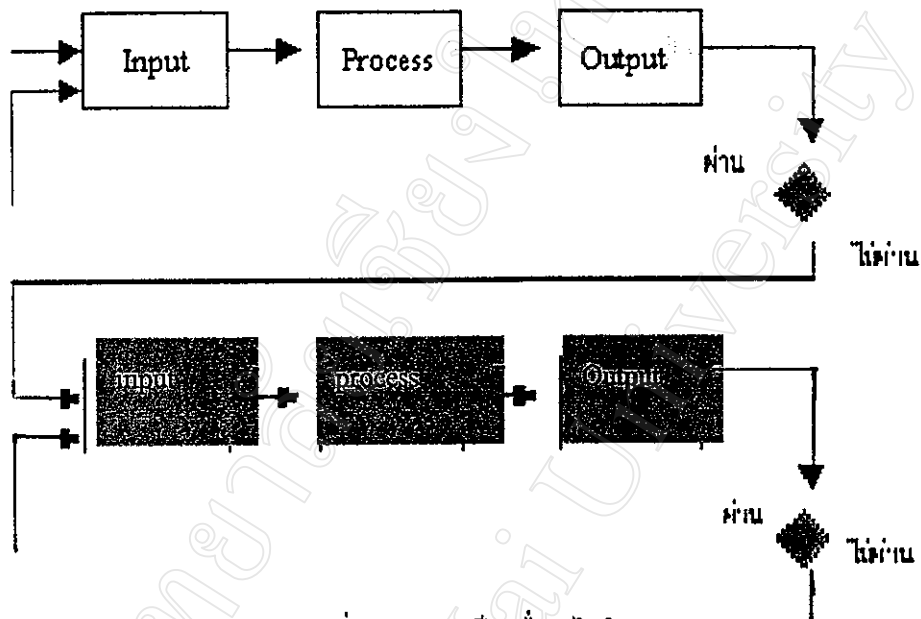 Input Process Output
ผ่าน
ไม่ผ่าน
input process Output
ผ่าน
ไม่ผ่าน